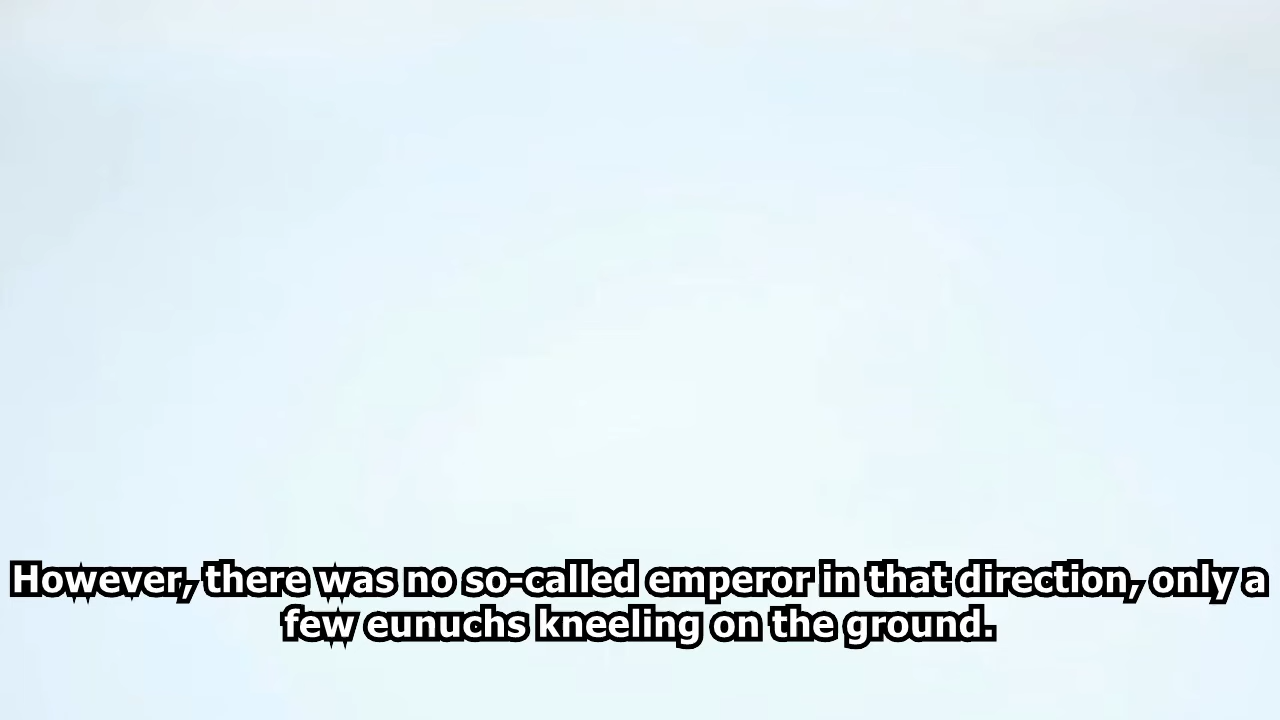 However, there was no so-called emperor in that direction, only a
few eunuchs kneeling on the ground.